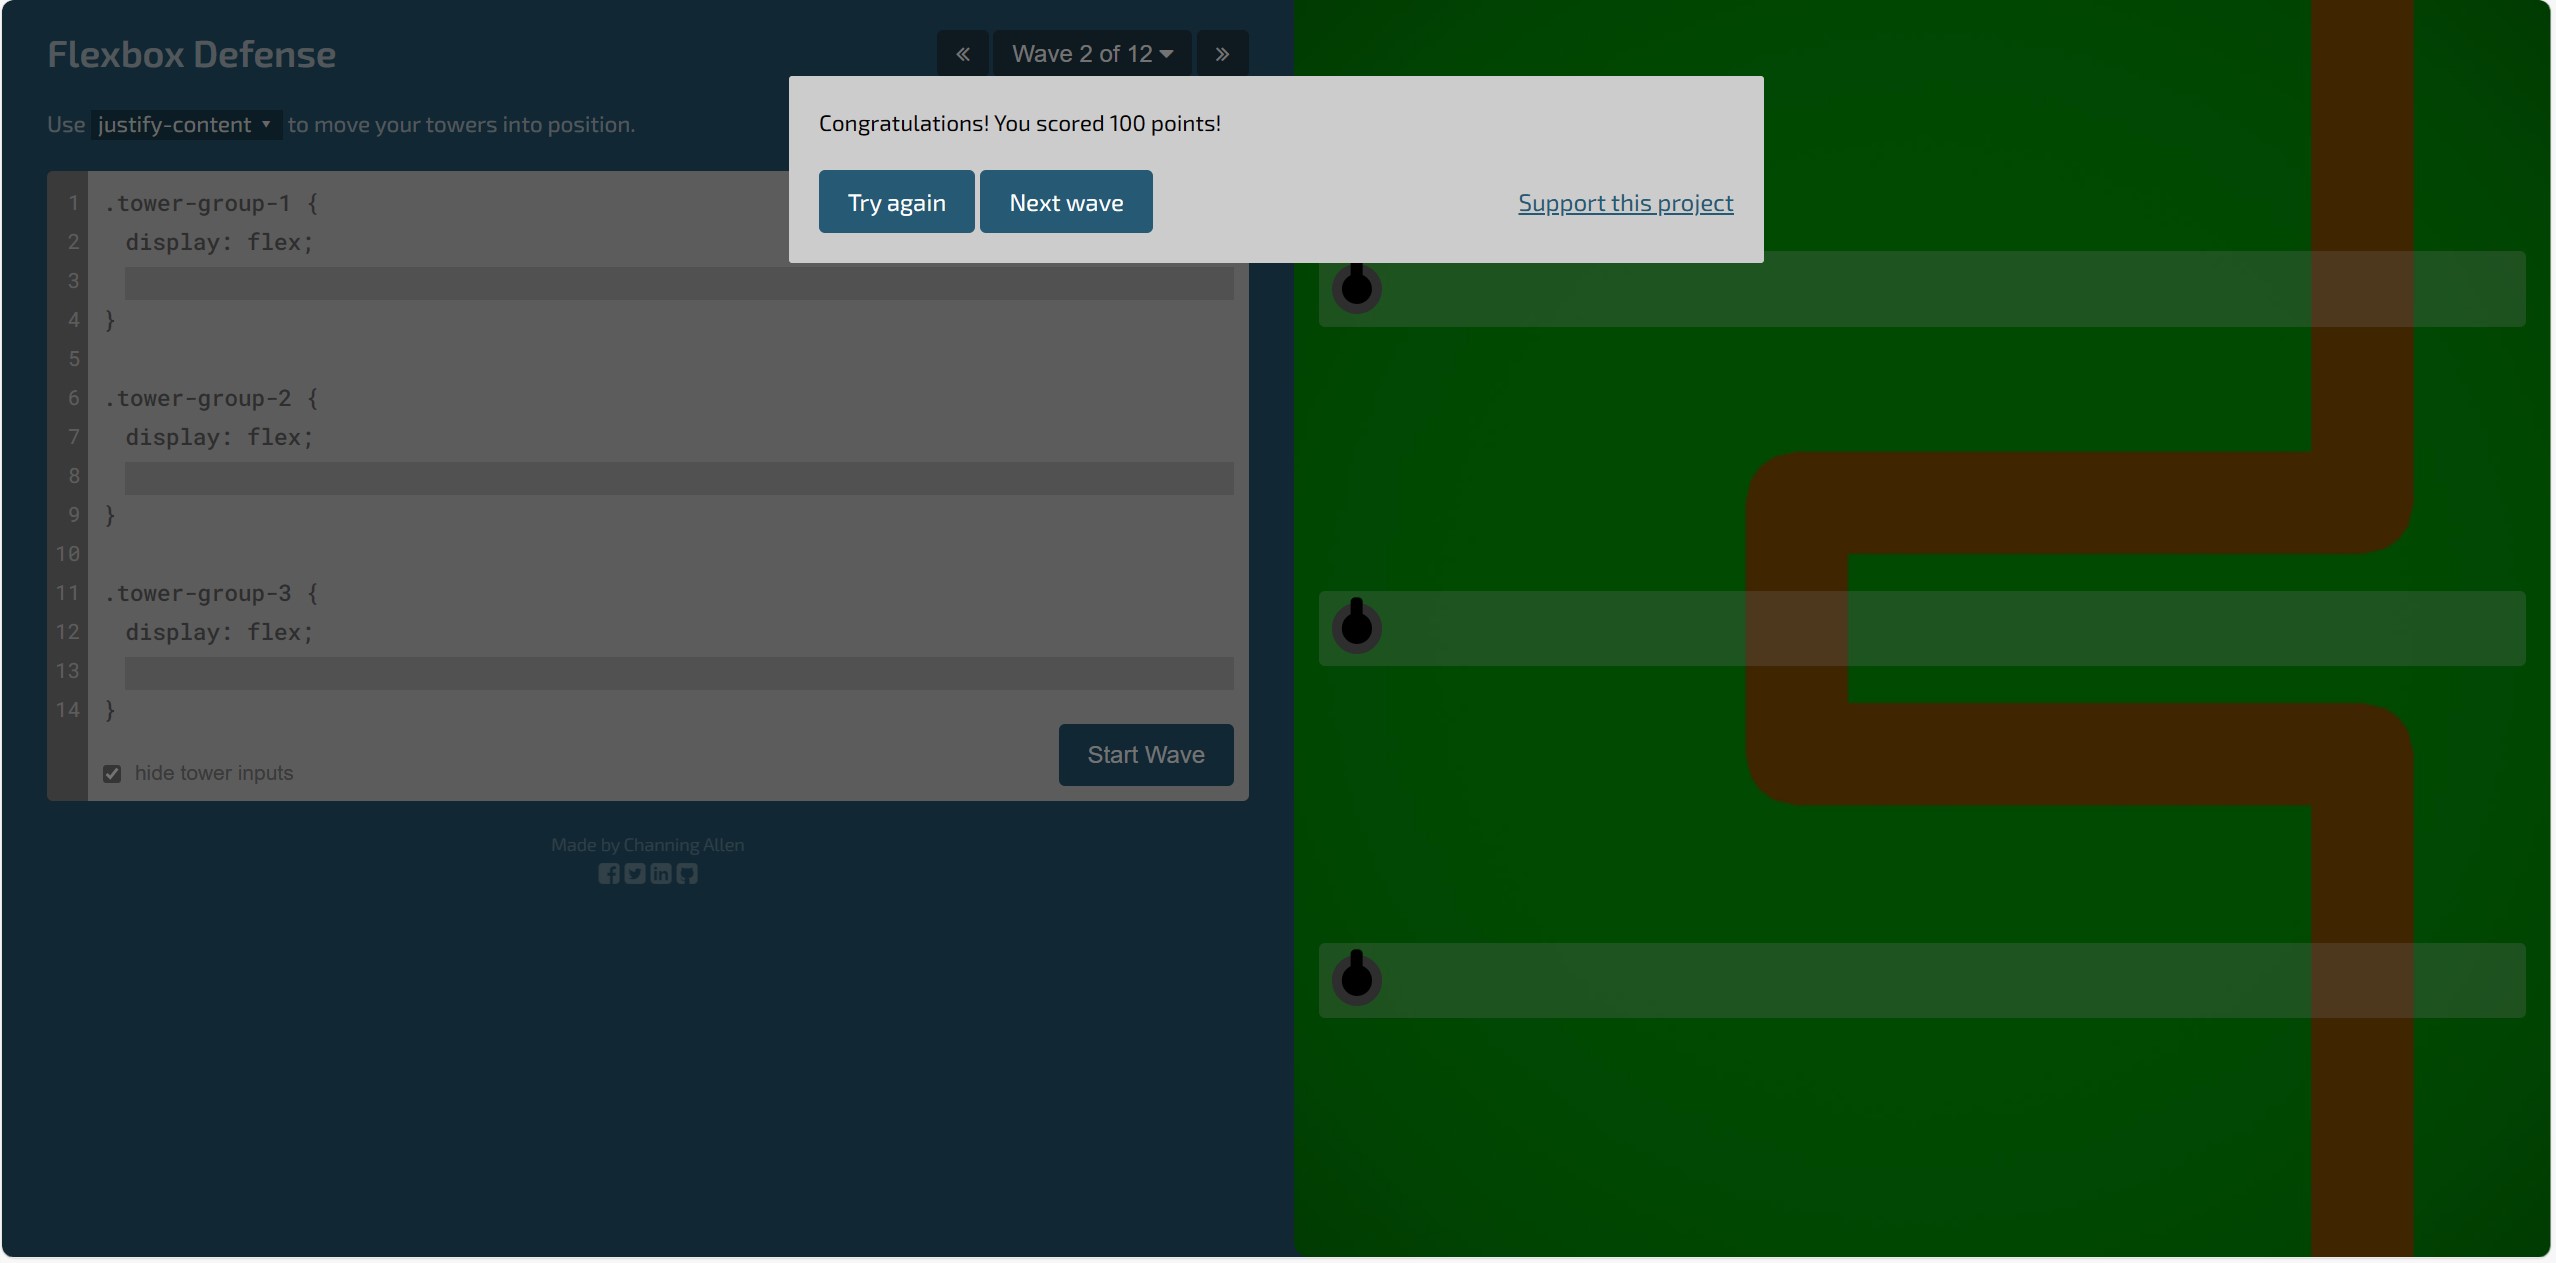 Flexbox Defense
« Wave 2 of 12 »
Use justify-content to move your towers into position.
Congratulations! You scored 100 points!
Try again Next wave Support this project
1 .tower-group-1 {
2 display: flex;
3
4 }
5
6 .tower-group-2 {
7 display: flex;
8
9 }
10
11 .tower-group-3 {
12 display: flex;
13
14 }
hide tower inputs
Start Wave
Made by Channing Allen